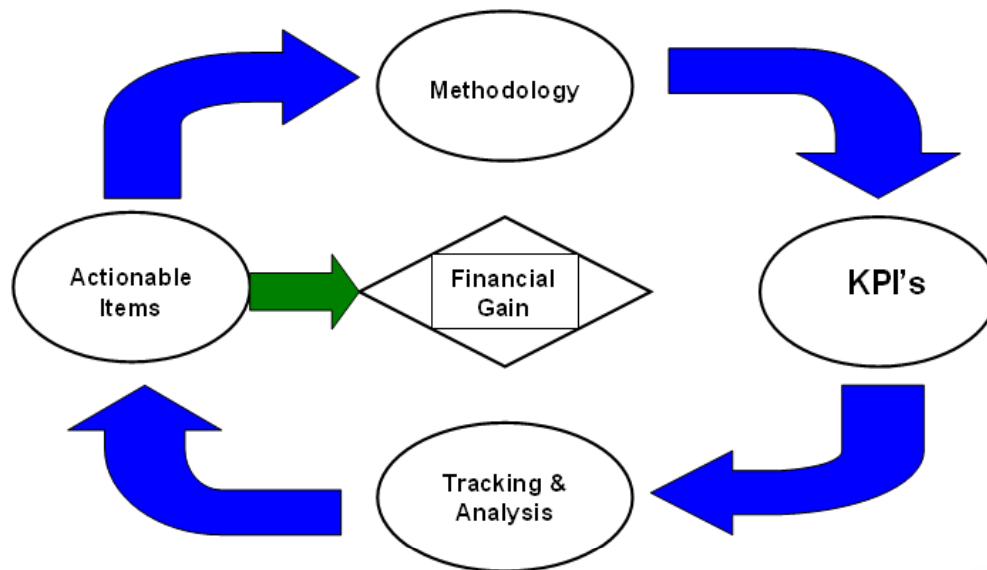 Methodology
Actionable
Items
Financial
Gain
KPI's
Tracking &
Analysis